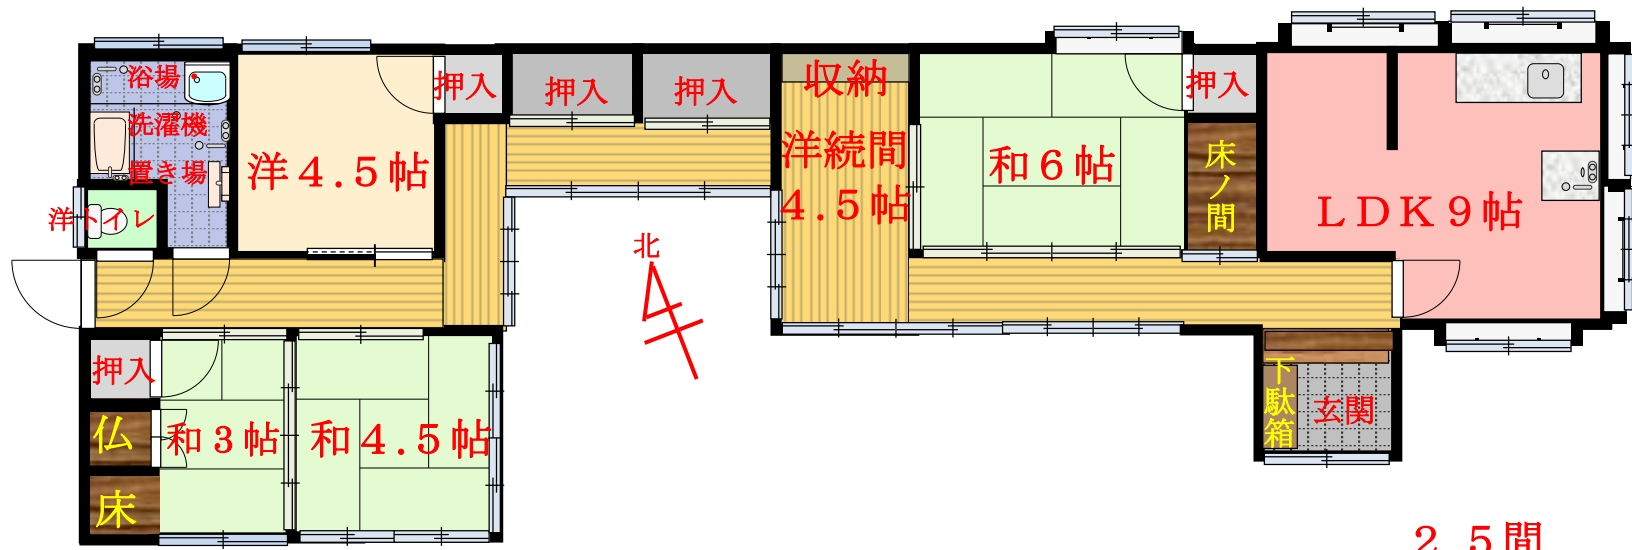 浴場
洗濯機
置き場
洋トイレ
洋４.５帖
押入
押入
押入
収納
洋続間
４.５帖
和６帖
押入
床ノ間
ＬＤＫ９帖
北
押入
仏
床
和３帖
和４.５帖
下駄箱
玄関
２.５間